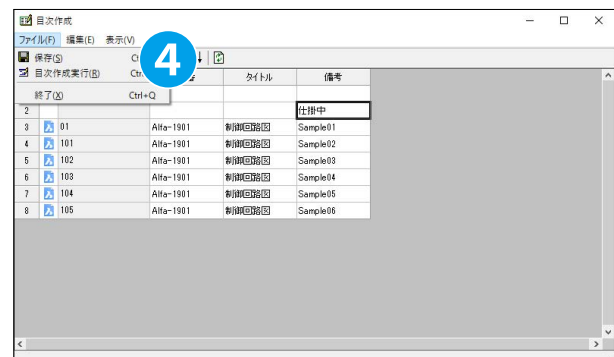 目次作成
ファイル(F) 編集(E) 表示(V)
保存(S)
4
目次作成実行(R)
終了(X) Ctrl+Q
タイトル 備考
2 仕掛中
3 01 Alfa-1901 制御回路図 Sample01
4 101 Alfa-1901 制御回路図 Sample02
5 102 Alfa-1901 制御回路図 Sample03
6 103 Alfa-1901 制御回路図 Sample04
7 104 Alfa-1901 制御回路図 Sample05
8 105 Alfa-1901 制御回路図 Sample06